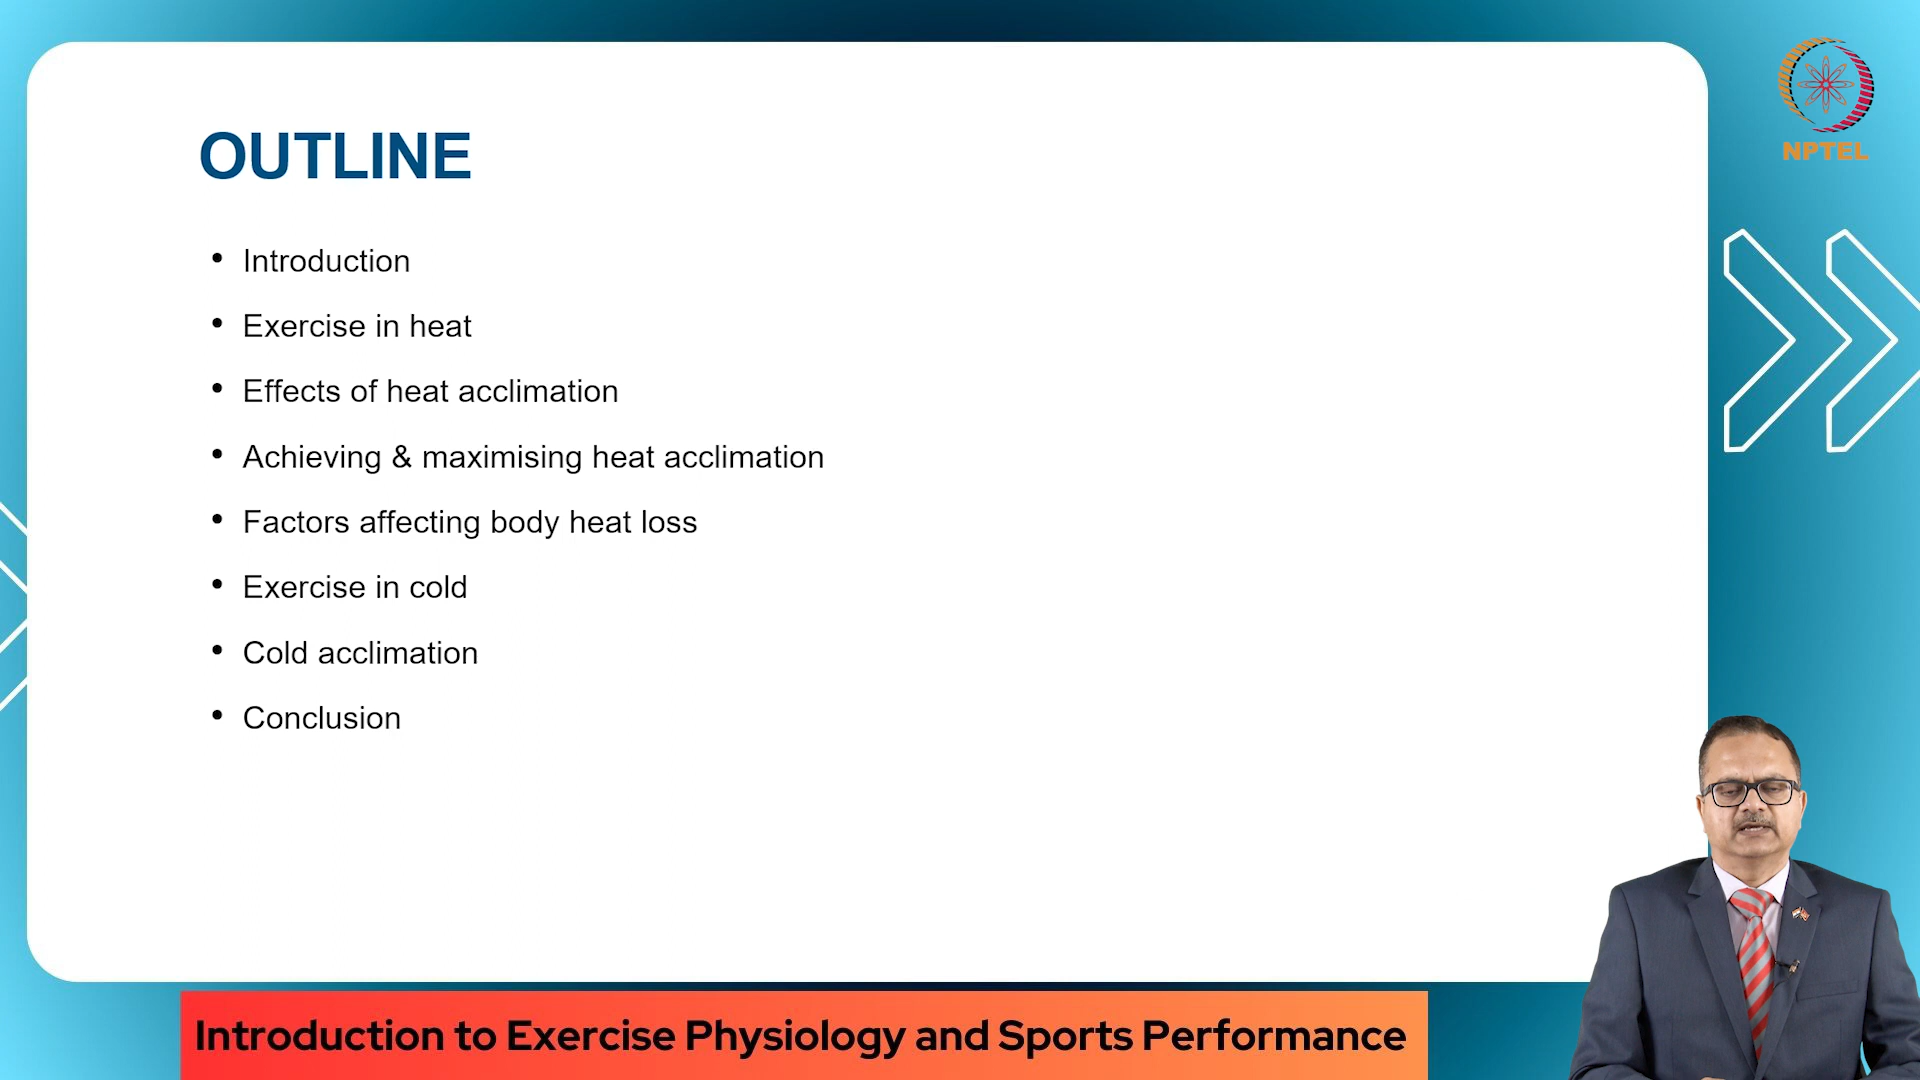 OUTLINE
NPTEL
• Introduction
• Exercise in heat
• Effects of heat acclimation
• Achieving & maximising heat acclimation
• Factors affecting body heat loss
• Exercise in cold
• Cold acclimation
• Conclusion
Introduction to Exercise Physiology and Sports Performance